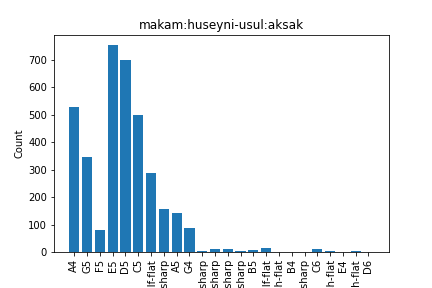 makam:huseyni-usul:aksak
Count
700
600
500
400
300
200
100
0
A4
G5
F5
E5
D5
C5
lf-flat
sharp
A5
G4
sharp
sharp
sharp
sharp
B5
lf-flat
h-flat
B4
sharp
C6
h-flat
E4
h-flat
D6